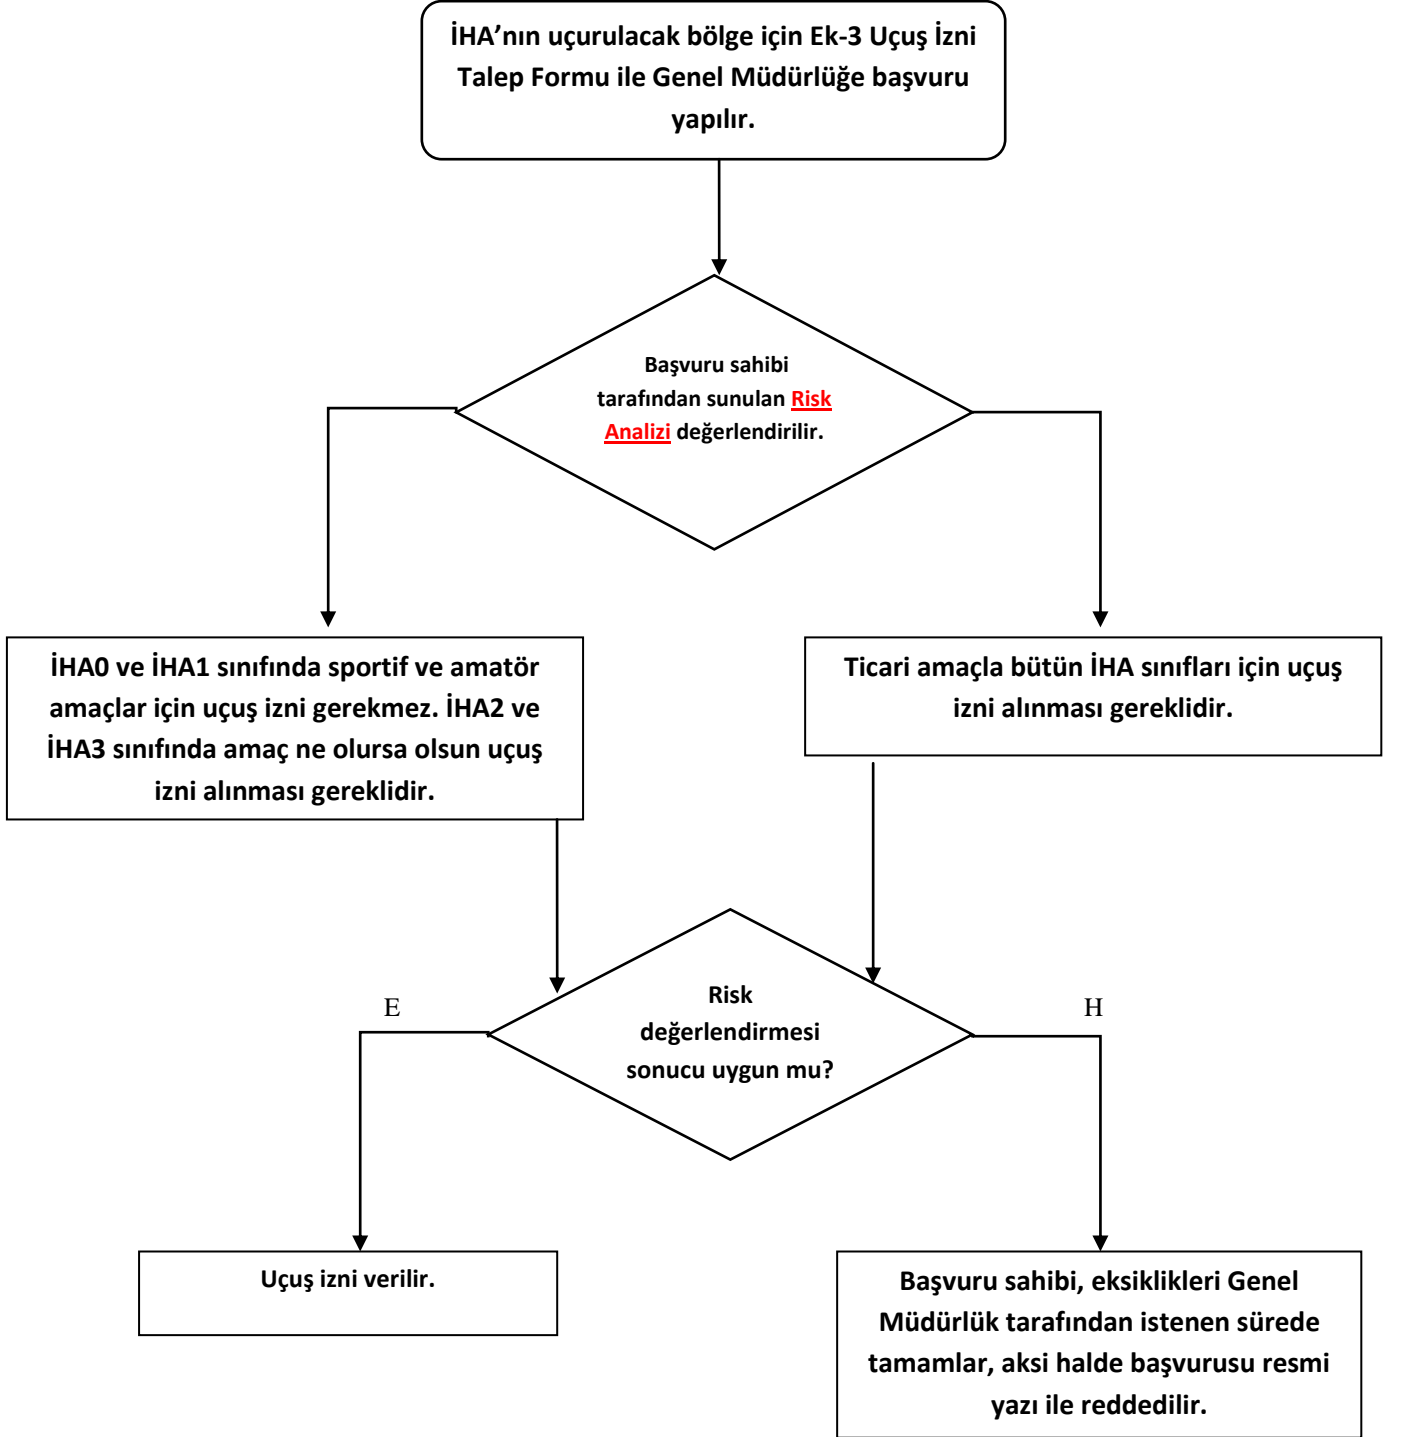 İHA’nın uçurulacak bölge için Ek-3 Uçuş İzni
Talep Formu ile Genel Müdürlüğe başvuru
yapılır.
Başvuru sahibi
tarafından sunulan Risk
Analizi değerlendirilir.
İHA0 ve İHA1 sınıfında sportif ve amatör
amaçlar için uçuş izni gerekmez. İHA2 ve
İHA3 sınıfında amaç ne olursa olsun uçuş
izni alınması gereklidir.
Ticari amaçla bütün İHA sınıfları için uçuş
izni alınması gereklidir.
Risk
değerlendirmesi
sonucu uygun mu?
E
H
Uçuş izni verilir.
Başvuru sahibi, eksiklikleri Genel
Müdürlük tarafından istenen sürede
tamamlar, aksi halde başvurusu resmi
yazı ile reddedilir.